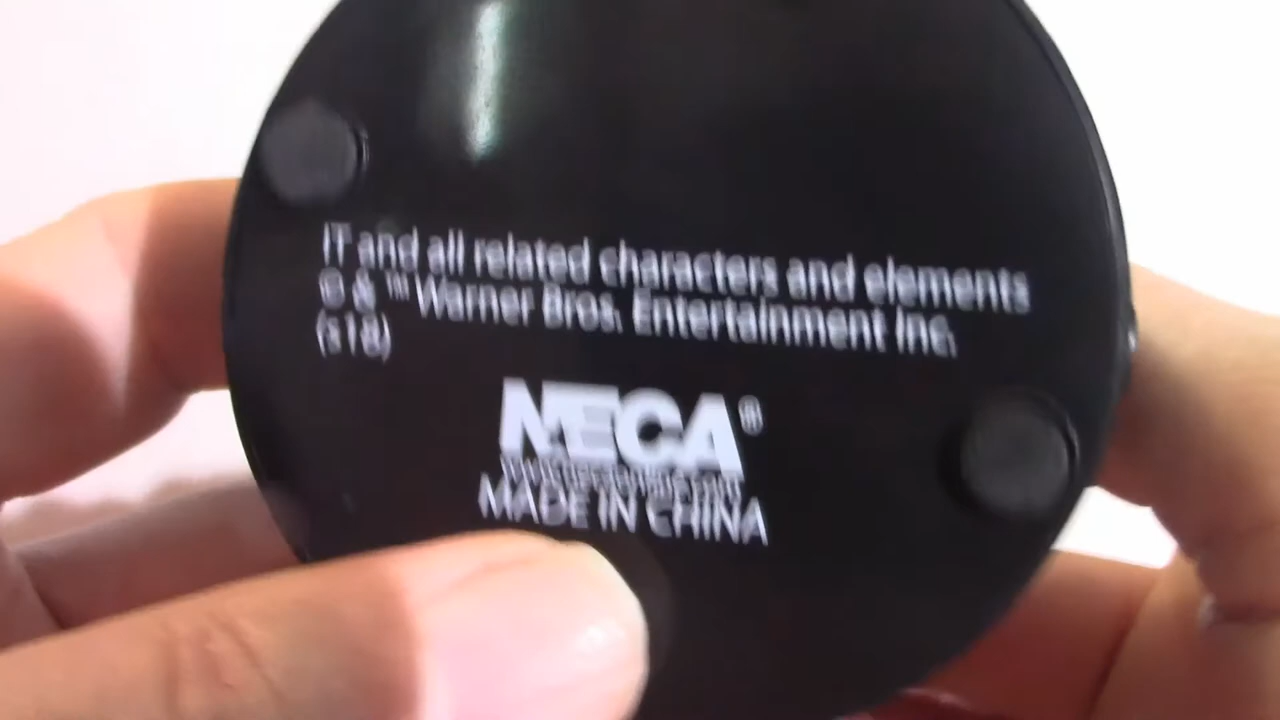 IT and all related characters and elements
© & ™ Warner Bros. Entertainment Inc.
(s18)
NECA®
MADE IN CHINA